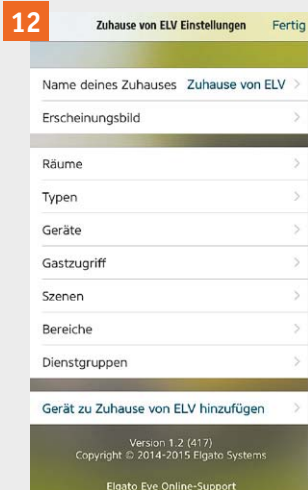 12
Zuhause von ELV Einstellungen Fertig
Name deines Zuhauses Zuhause von ELV
Erscheinungsbild
Räume
Typen
Geräte
Gastzugriff
Szenen
Bereiche
Dienstgruppen
Gerät zu Zuhause von ELV hinzufügen
Version 1.2 (417)
Copyright © 2014-2015 Elgato Systems
Elgato Eve Online-Support